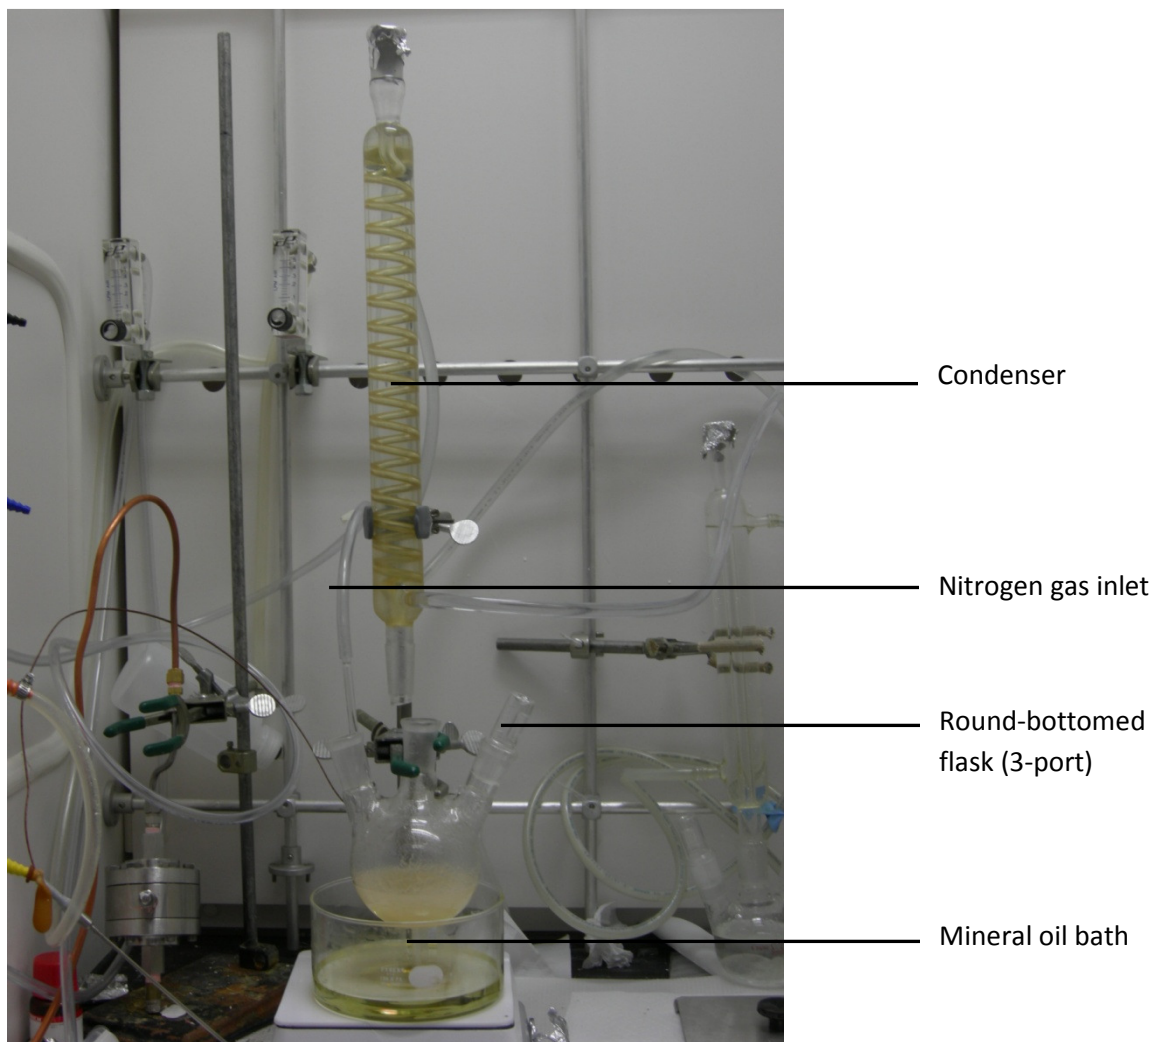 Condenser
Nitrogen gas inlet
Round-bottomed
flask (3-port)
Mineral oil bath